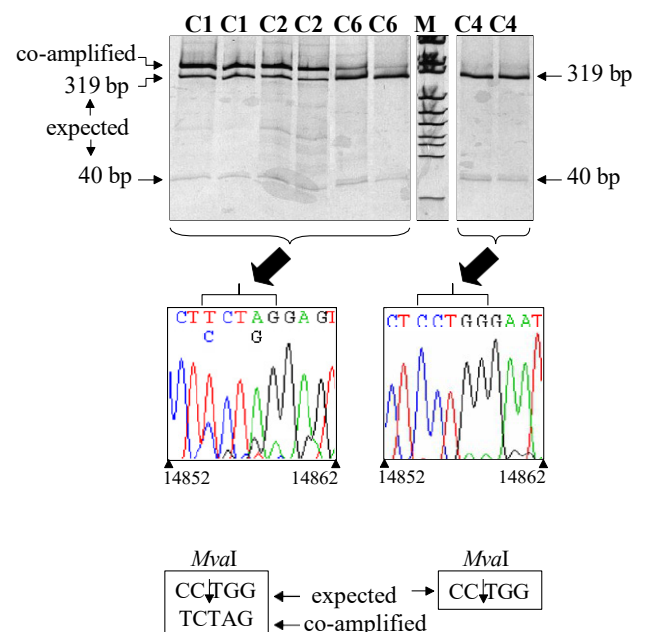 C1 C1 C2 C2 C6 C6 M C4 C4
co-amplified
319 bp
319 bp
expected
40 bp
40 bp
CTTCTAGGAGT
C G
CTCCTGGGAAT
14852 14862
14852 14862
MvaI
MvaI
CCTGG
expected
CCTGG
TCTAG
co-amplified